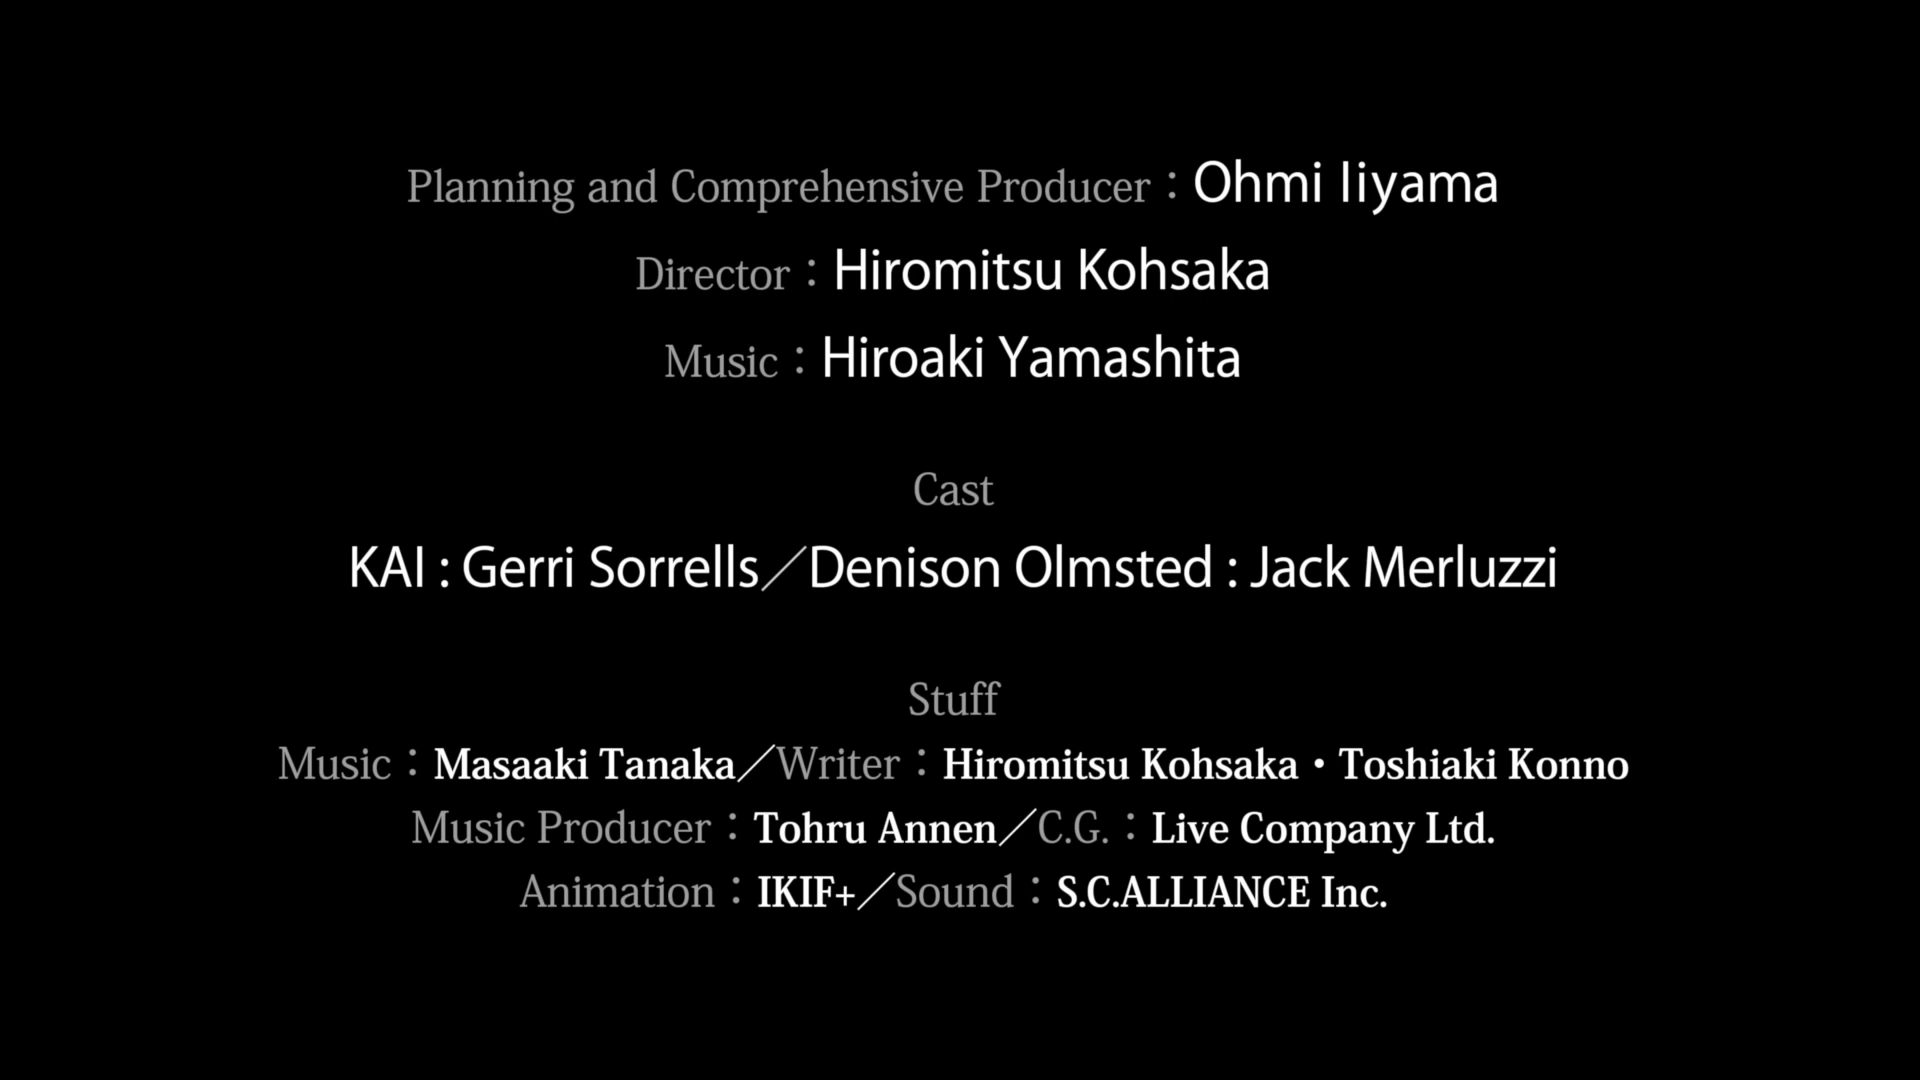 Planning and Comprehensive Producer：Ohmi Iiyama
Director：Hiromitsu Kohsaka
Music：Hiroaki Yamashita
Cast
KAI : Gerri Sorrells／Denison Olmsted : Jack Merluzzi
Stuff
Music：Masaaki Tanaka／Writer：Hiromitsu Kohsaka・Toshiaki Konno
Music Producer：Tohru Annen／C.G.：Live Company Ltd.
Animation：IKIF+／Sound：S.C.ALLIANCE Inc.